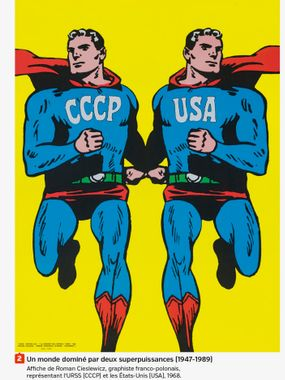 CCCP
USA
2 Un monde dominé par deux superpuissances (1947-1989)
Affiche de Roman Cieslewicz, graphiste franco-polonais,
représentant l'URSS [CCCP] et les États-Unis [USA], 1968.